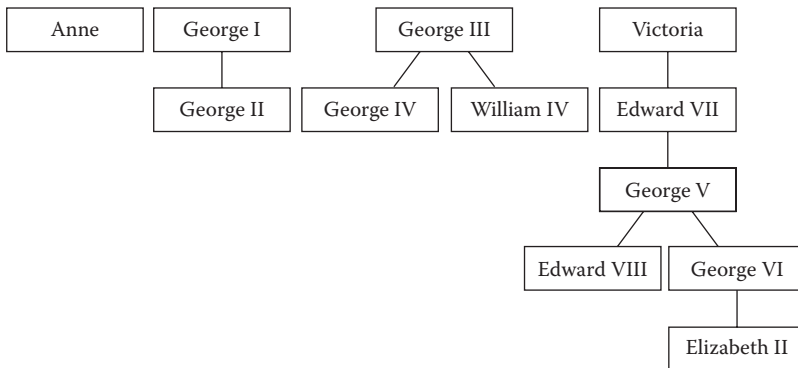 Anne
George I
George III
Victoria
George II
George IV
William IV
Edward VII
George V
Edward VIII
George VI
Elizabeth II